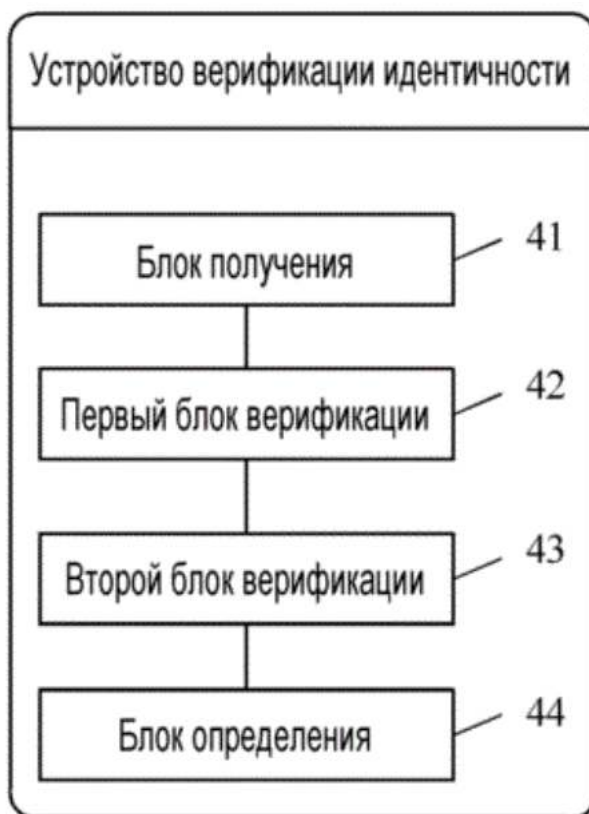 Устройство верификации идентичности
Блок получения
41
Первый блок верификации
42
Второй блок верификации
43
Блок определения
44